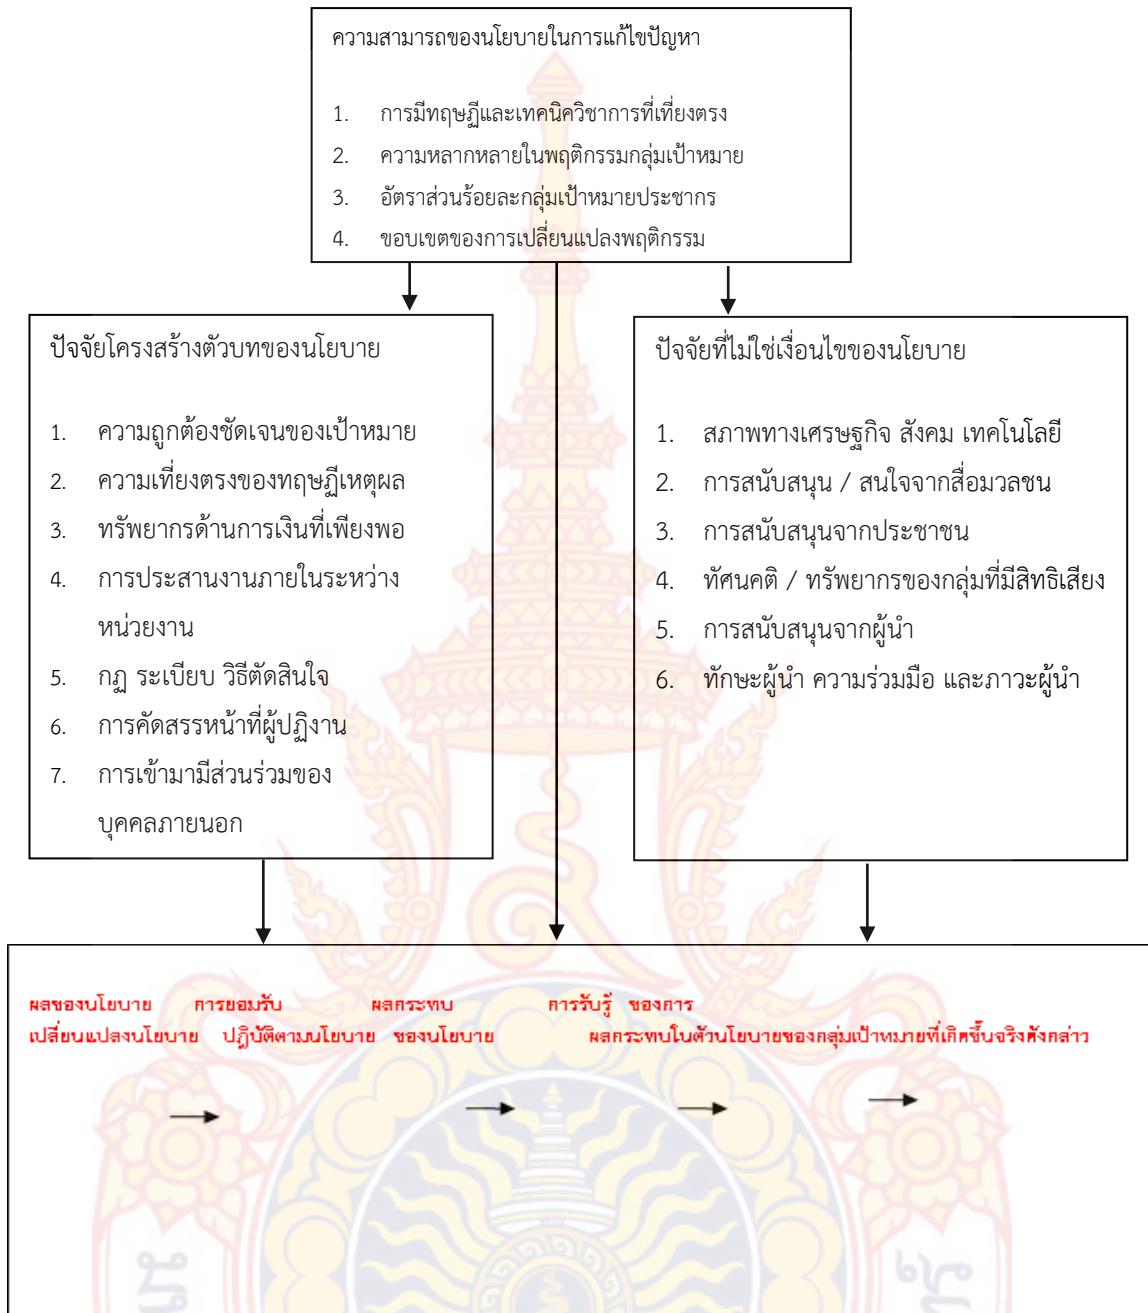 ความสามารถของนโยบายในการแก้ไขปัญหา
1. การมีทฤษฎีและเทคนิควิชาการที่เที่ยงตรง
2. ความหลากหลายในพฤติกรรมกลุ่มเป้าหมาย
3. อัตราส่วนร้อยละกลุ่มเป้าหมายประชากร
4. ขอบเขตของการเปลี่ยนแปลงพฤติกรรม
ปัจจัยโครงสร้างตัวบทของนโยบาย
1. ความถูกต้องชัดเจนของเป้าหมาย
2. ความเที่ยงตรงของทฤษฎีเหตุผล
3. ทรัพยากรด้านการเงินที่เพียงพอ
4. การประสานงานภายในระหว่าง
หน่วยงาน
5. กฎ ระเบียบ วิธีตัดสินใจ
6. การคัดสรรหน้าที่ผู้ปฏิงาน
7. การเข้ามามีส่วนร่วมของ
บุคคลภายนอก
ปัจจัยที่ไม่ใช่เงื่อนไขของนโยบาย
1. สภาพทางเศรษฐกิจ สังคม เทคโนโลยี
2. การสนับสนุน / สนใจจากสื่อมวลชน
3. การสนับสนุนจากประชาชน
4. ทัศนคติ / ทรัพยากรของกลุ่มที่มีสิทธิเสียง
5. การสนับสนุนจากผู้นำ
6. ทักษะผู้นำ ความร่วมมือ และภาวะผู้นำ
ผลของนโยบาย การยอมรับ ผลกระทบ การรับรู้ ของการ
เปลี่ยนแปลงนโยบาย ปฏิบัติตามนโยบาย ของนโยบาย ผลกระทบในตัวนโยบายของกลุ่มเป้าหมายที่เกิดขึ้นจริงดังกล่าว